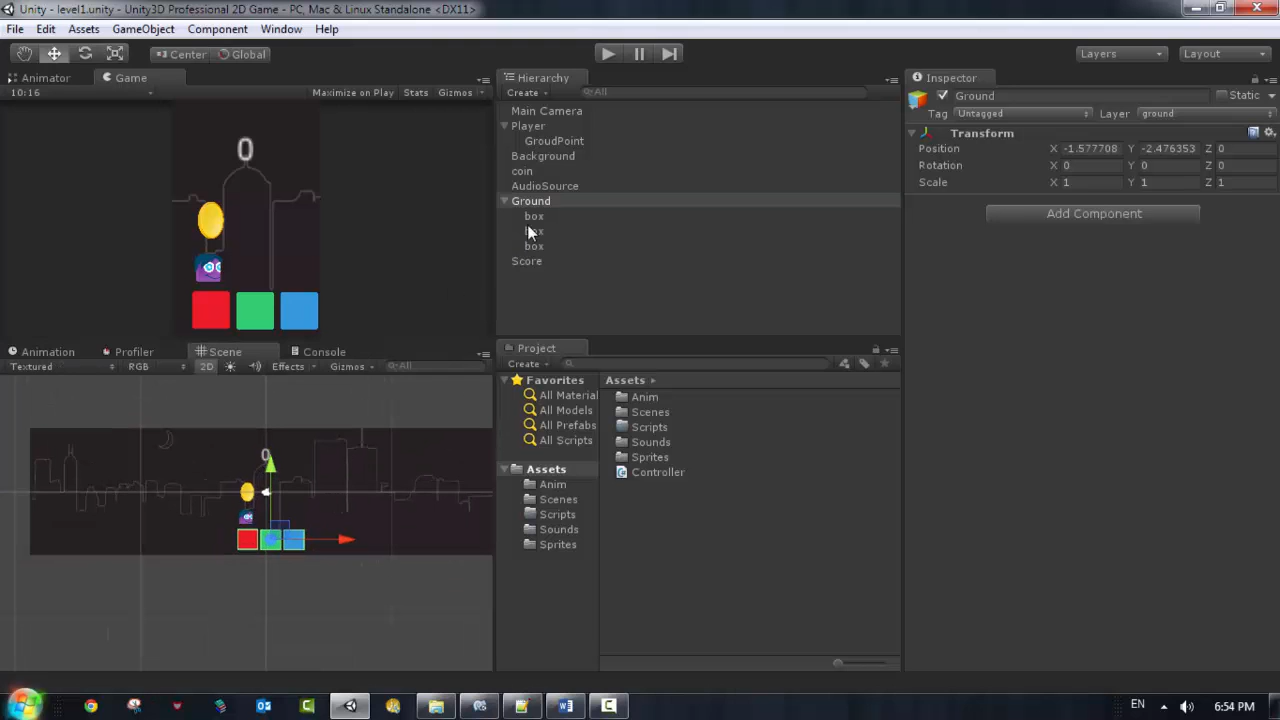 Unity - level1.unity - Unity3D Professional 2D Game - PC, Mac & Linux Standalone <DX11>
File Edit Assets GameObject Component Window Help
Center Global Layers Layout
Animator Game Hierarchy Inspector
10:16 Maximize on Play Stats Gizmos Create All Ground Static
Tag Untagged Layer ground
Main Camera
Player
GroudPoint
Background
coin
AudioSource
Ground
box
box
box
Score
0
Transform
Position X -1.577708 Y -2.476353 Z 0
Rotation X 0 Y 0 Z 0
Scale X 1 Y 1 Z 1
Add Component
Animation Profiler Scene Console
Textured RGB 2D Effects Gizmos All
0
Project
Create
Favorites
All Material
All Models
All Prefabs
All Scripts
Assets
Anim
Scenes
Scripts
Sounds
Sprites
Assets
Anim
Scenes
Scripts
Sounds
Sprites
Controller
EN 6:54 PM